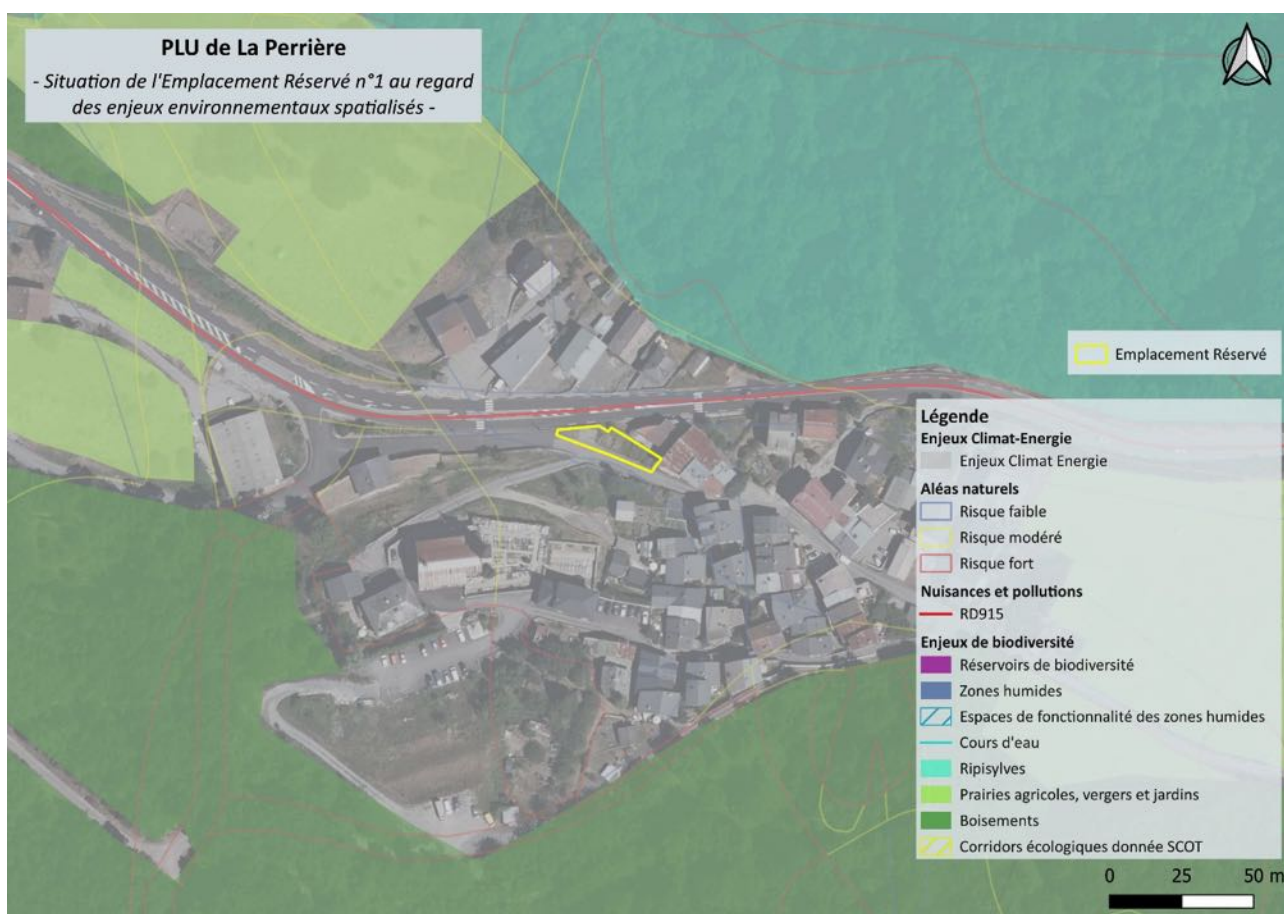 PLU de La Perrière
- Situation de l'Emplacement Réservé n°1 au regard
des enjeux environnementaux spatialisés -
Emplacement Réservé
Légende
Enjeux Climat-Energie
Enjeux Climat Energie
Aléas naturels
Risque faible
Risque modéré
Risque fort
Nuisances et pollutions
RD915
Enjeux de biodiversité
Réservoirs de biodiversité
Zones humides
Espaces de fonctionnalité des zones humides
Cours d'eau
Ripisylves
Prairies agricoles, vergers et jardins
Boisements
Corridors écologiques donnée SCOT
0 25 50 m